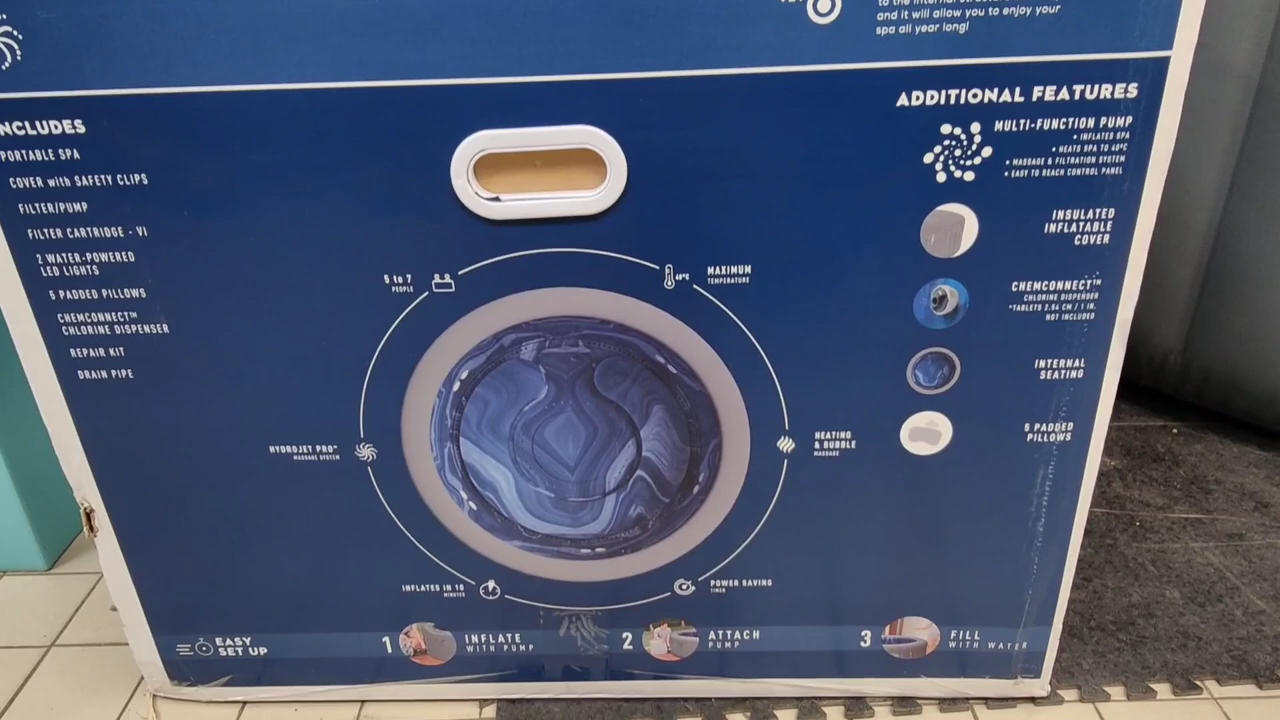 and it will allow you to enjoy your
spa all year long!
NCLUDES
PORTABLE SPA
COVER with SAFETY CLIPS
FILTER/PUMP
FILTER CARTRIDGE - VI
2 WATER-POWERED
LED LIGHTS
5 PADDED PILLOWS
CHEMCONNECT™
CHLORINE DISPENSER
REPAIR KIT
DRAIN PIPE
5 to 7
PEOPLE
40°C
MAXIMUM
TEMPERATURE
HYDROJET PRO™
MASSAGE SYSTEM
HEATING
& BUBBLE
MASSAGE
INFLATES IN 10
MINUTES
POWER SAVING
TIMER
ADDITIONAL FEATURES
MULTI-FUNCTION PUMP
• INFLATES SPA
• HEATS SPA TO 40°C
• MASSAGE & FILTRATION SYSTEM
• EASY TO REACH CONTROL PANEL
INSULATED
INFLATABLE
COVER
CHEMCONNECT™
CHLORINE DISPENSER
*TABLETS 2.54 CM / 1 IN.
NOT INCLUDED
INTERNAL
SEATING
5 PADDED
PILLOWS
EASY
SET UP
1 INFLATE
WITH PUMP
2 ATTACH
PUMP
3 FILL
WITH WATER